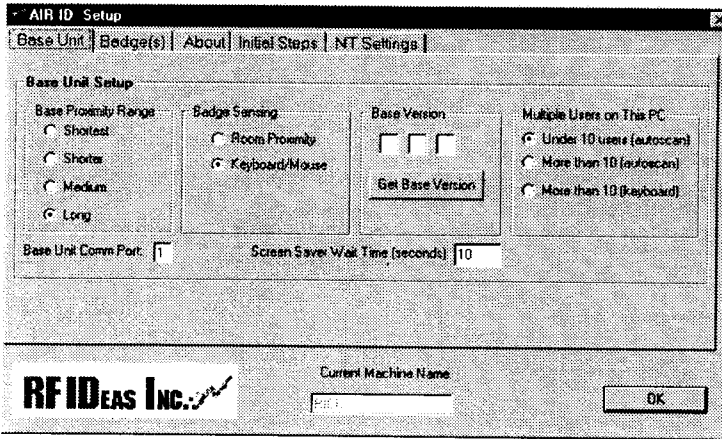 AIR ID Setup
Base Unit Badge(s) About Initial Steps NT Settings
Base Unit Setup
Base Proximity Range
Shortest
Shorter
Medium
Long
Badge Sensing
Room Proximity
Keyboard/Mouse
Base Version
Get Base Version
Multiple Users on This PC
Under 10 users (autoscan)
More than 10 (autoscan)
More than 10 (keyboard)
Base Unit Comm Port: 1
Screen Saver Wait Time (seconds) 10
RF IDEAS INC.
Current Machine Name
OK